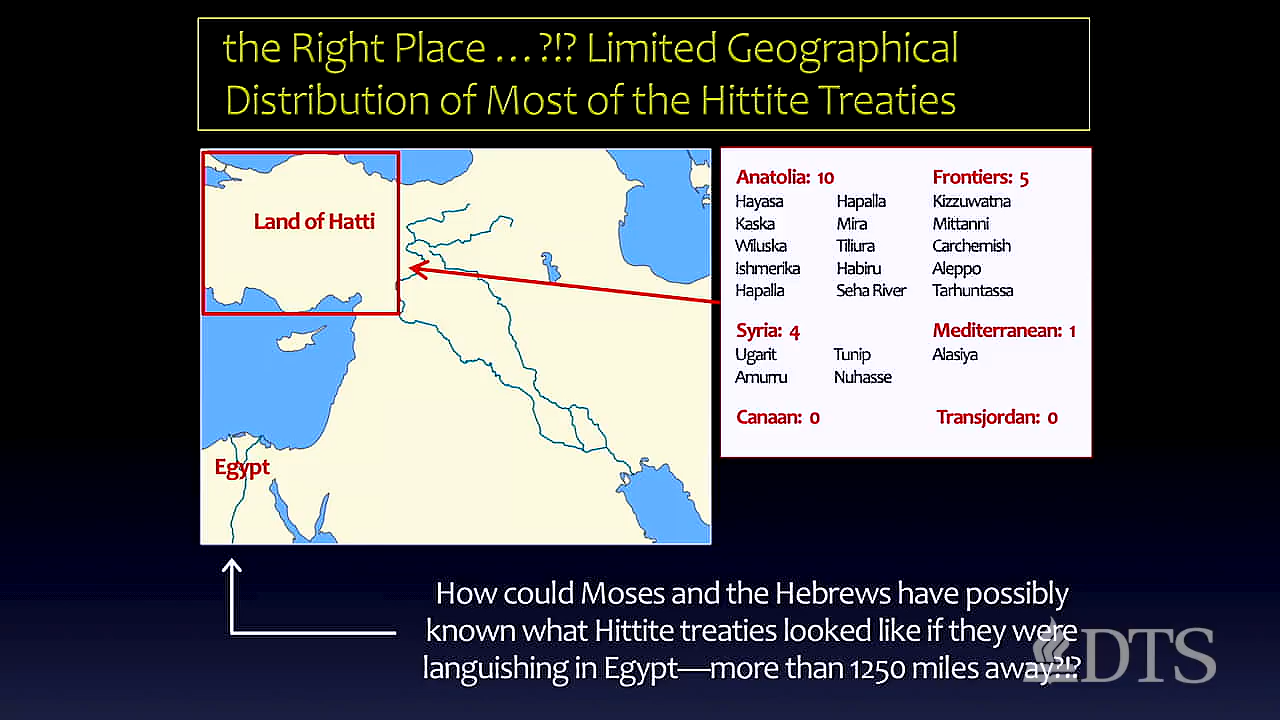 the Right Place …?!? Limited Geographical
Distribution of Most of the Hittite Treaties
Land of Hatti
Egypt
Anatolia: 10
Hayasa Hapalla
Kaska Mira
Wiluska Tiliura
Ishmerika Habiru
Hapalla Seha River
Frontiers: 5
Kizzuwatna
Mittanni
Carchemish
Aleppo
Tarhuntassa
Syria: 4
Ugarit Tunip
Amurru Nuhasse
Mediterranean: 1
Alasiya
Canaan: 0
Transjordan: 0
How could Moses and the Hebrews have possibly
known what Hittite treaties looked like if they were
languishing in Egypt—more than 1250 miles away?!?
DTS